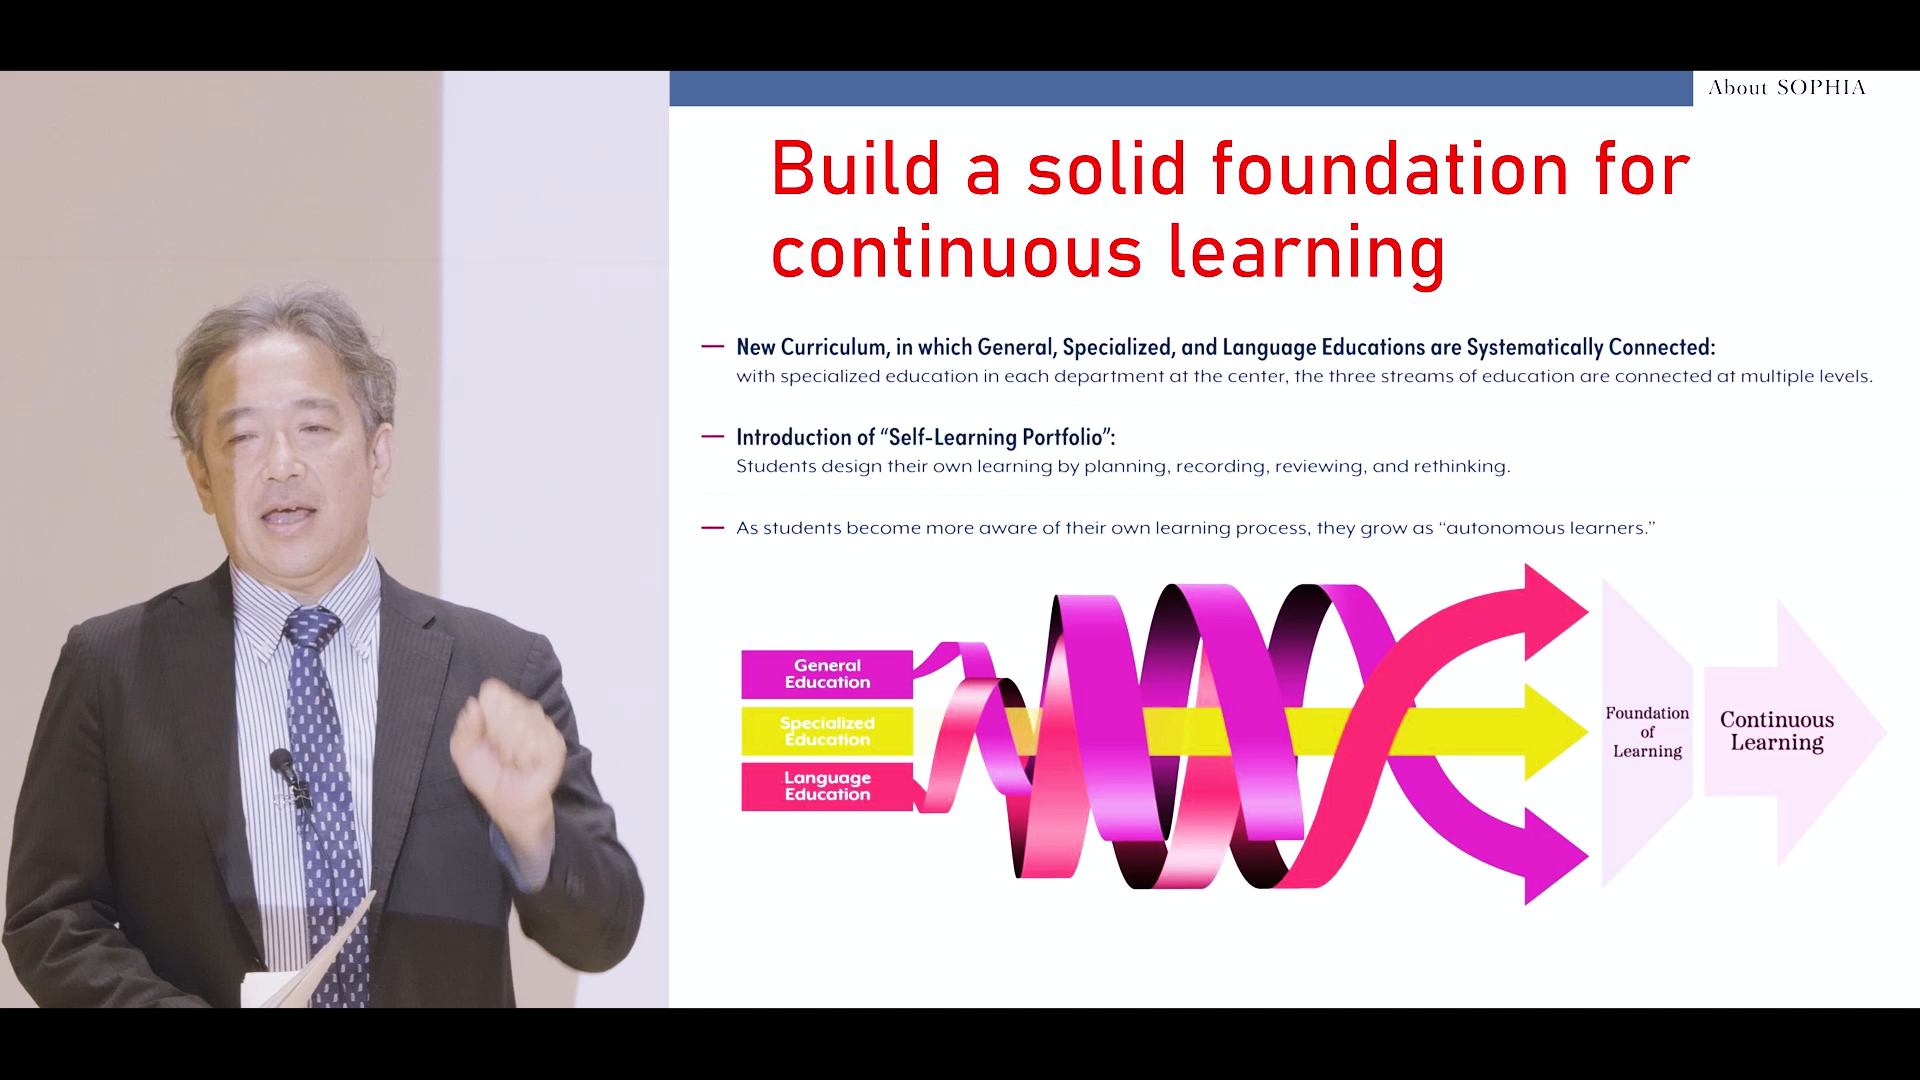 About SOPHIA
Build a solid foundation for
continuous learning
— New Curriculum, in which General, Specialized, and Language Educations are Systematically Connected:
with specialized education in each department at the center, the three streams of education are connected at multiple levels.
— Introduction of “Self-Learning Portfolio”:
Students design their own learning by planning, recording, reviewing, and rethinking.
— As students become more aware of their own learning process, they grow as “autonomous learners.”
General
Education
Specialized
Education
Language
Education
Foundation
of
Learning
Continuous
Learning